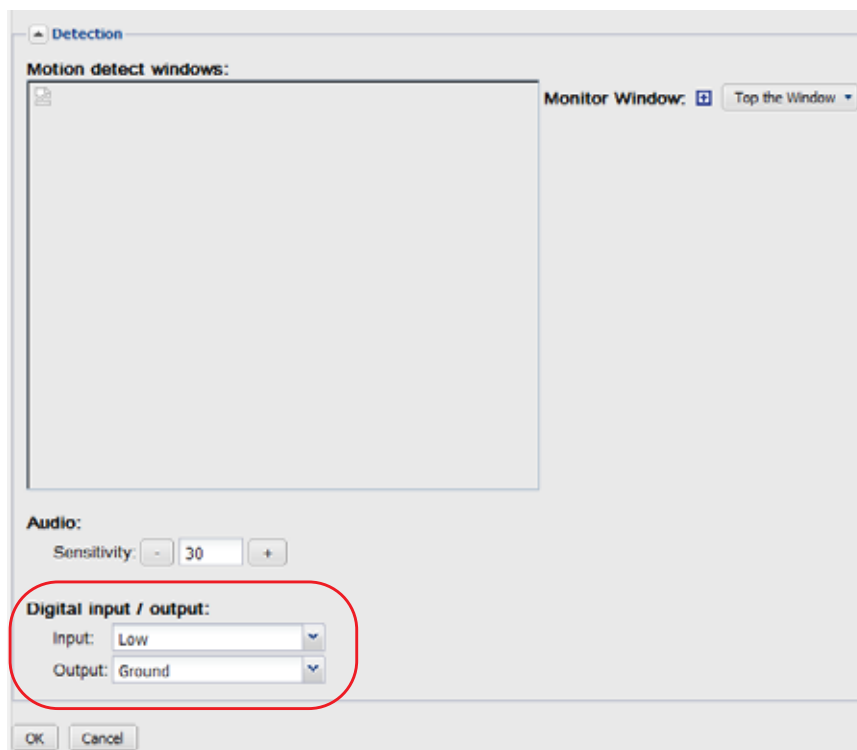 Detection
Motion detect windows:
Monitor Window: Top the Window
Audio:
Sensitivity: - 30 +
Digital input / output:
Input: Low
Output: Ground
OK Cancel